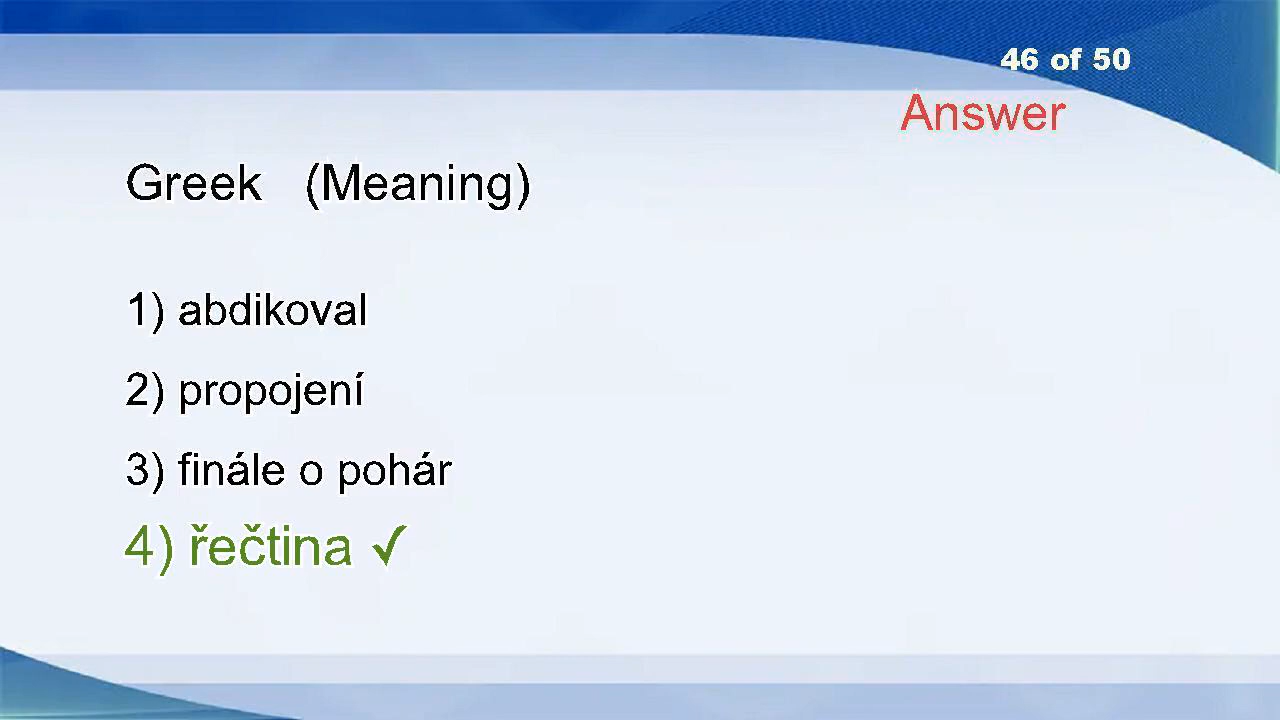 46 of 50
Answer
Greek (Meaning)
1) abdikoval
2) propojení
3) finále o pohár
4) řečtina ✓